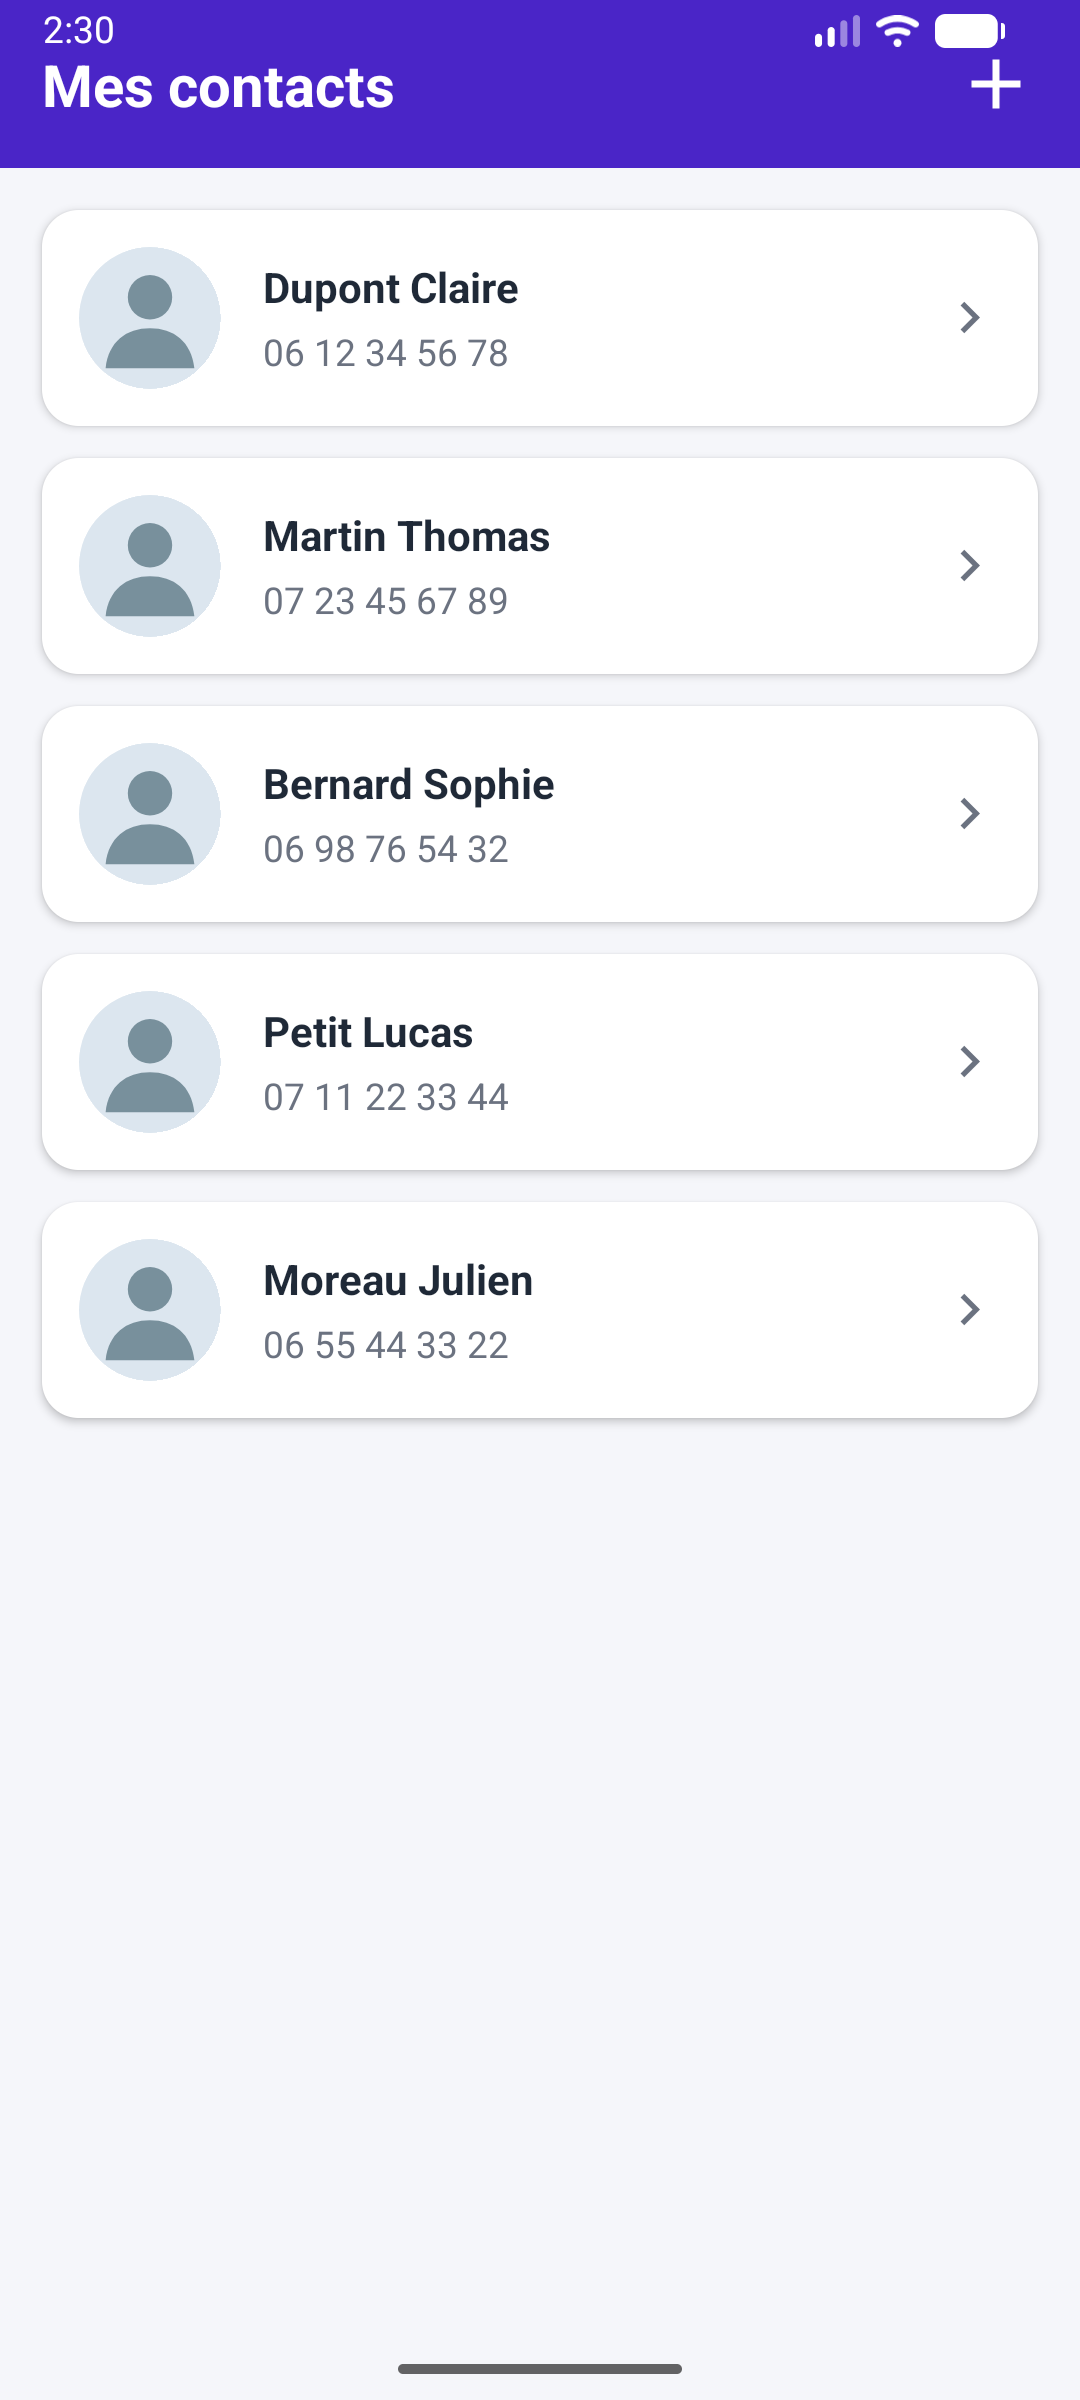 2:30
Mes contacts
Dupont Claire
06 12 34 56 78
Martin Thomas
07 23 45 67 89
Bernard Sophie
06 98 76 54 32
Petit Lucas
07 11 22 33 44
Moreau Julien
06 55 44 33 22